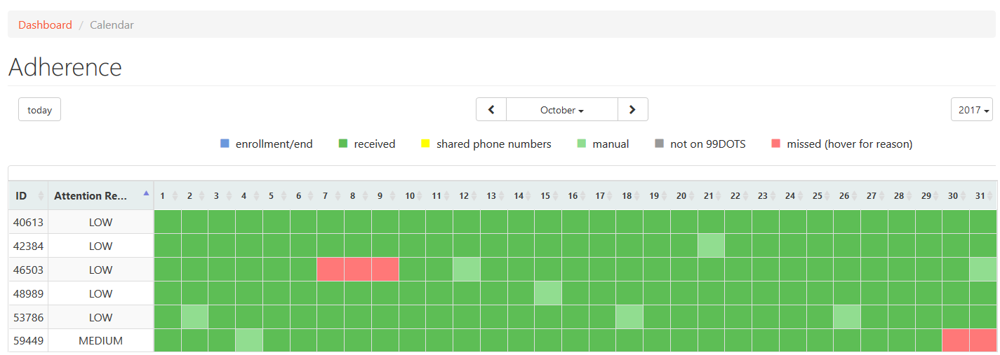 Dashboard / Calendar
Adherence
today October 2017
enrollment/end received shared phone numbers manual not on 99DOTS missed (hover for reason)
ID Attention Re... 1 2 3 4 5 6 7 8 9 10 11 12 13 14 15 16 17 18 19 20 21 22 23 24 25 26 27 28 29 30 31
40613 LOW
42384 LOW
46503 LOW
48989 LOW
53786 LOW
59449 MEDIUM